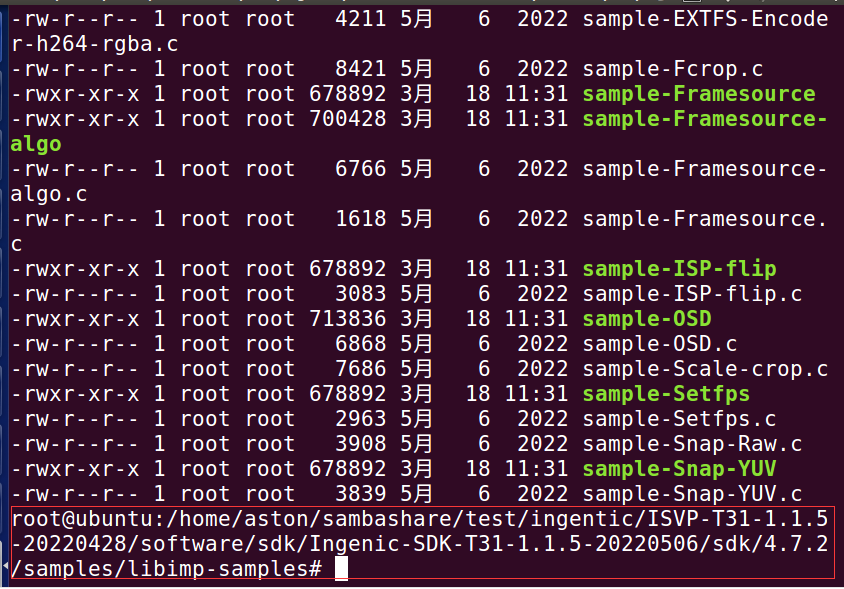 -rw-r--r-- 1 root root   4211 5月   6  2022 sample-EXTFS-Encode
r-h264-rgba.c
-rw-r--r-- 1 root root   8421 5月   6  2022 sample-Fcrop.c
-rwxr-xr-x 1 root root 678892 3月  18 11:31 sample-Framesource
-rwxr-xr-x 1 root root 700428 3月  18 11:31 sample-Framesource-
algo
-rw-r--r-- 1 root root   6766 5月   6  2022 sample-Framesource-
algo.c
-rw-r--r-- 1 root root   1618 5月   6  2022 sample-Framesource.
c
-rwxr-xr-x 1 root root 678892 3月  18 11:31 sample-ISP-flip
-rw-r--r-- 1 root root   3083 5月   6  2022 sample-ISP-flip.c
-rwxr-xr-x 1 root root 713836 3月  18 11:31 sample-OSD
-rw-r--r-- 1 root root   6868 5月   6  2022 sample-OSD.c
-rw-r--r-- 1 root root   7686 5月   6  2022 sample-Scale-crop.c
-rwxr-xr-x 1 root root 678892 3月  18 11:31 sample-Setfps
-rw-r--r-- 1 root root   2963 5月   6  2022 sample-Setfps.c
-rw-r--r-- 1 root root   3908 5月   6  2022 sample-Snap-Raw.c
-rwxr-xr-x 1 root root 678892 3月  18 11:31 sample-Snap-YUV
-rw-r--r-- 1 root root   3839 5月   6  2022 sample-Snap-YUV.c
root@ubuntu:/home/aston/sambashare/test/ingentic/ISVP-T31-1.1.5
-20220428/software/sdk/Ingenic-SDK-T31-1.1.5-20220506/sdk/4.7.2
/samples/libimp-samples#